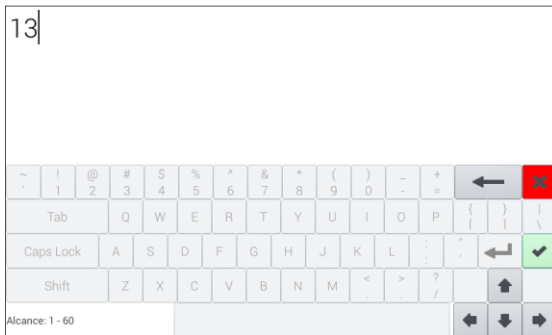 13
~ ! @ # $ % ^ & * ( ) _ +
` 1 2 3 4 5 6 7 8 9 0 - =
Tab Q W E R T Y U I O P { } |
[ ] \
Caps Lock A S D F G H J K L : "
; '
Shift Z X C V B N M < > ?
, . /
Alcance: 1 - 60